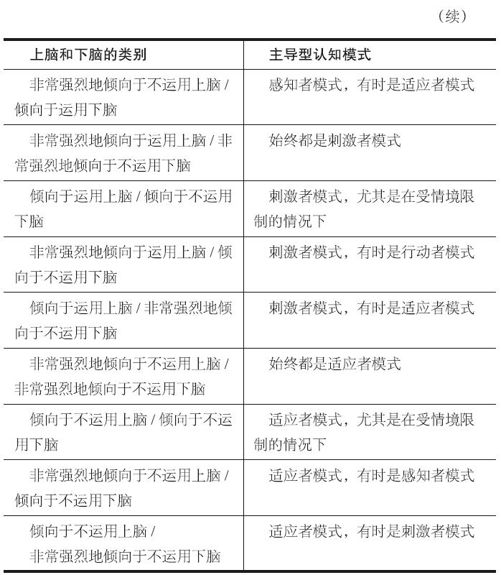 （续）
上脑和下脑的类别 主导型认知模式
非常强烈地倾向于不运用上脑 / 感知者模式，有时是适应者模式
倾向于运用下脑
非常强烈地倾向于运用上脑 / 非 始终都是刺激者模式
常强烈地倾向于不运用下脑
倾向于运用上脑 / 倾向于不运用 刺激者模式，尤其是在受情境限
下脑 制的情况下
非常强烈地倾向于运用上脑 / 倾 刺激者模式，有时是行动者模式
向于不运用下脑
倾向于运用上脑 / 非常强烈地倾 刺激者模式，有时是适应者模式
向于不运用下脑
非常强烈地倾向于不运用上脑 / 始终都是适应者模式
非常强烈地倾向于不运用下脑
倾向于不运用上脑 / 倾向于不运 适应者模式，尤其是在受情境限
用下脑 制的情况下
非常强烈地倾向于不运用上脑 / 适应者模式，有时是感知者模式
倾向于不运用下脑
倾向于不运用上脑 / 适应者模式，有时是刺激者模式
非常强烈地倾向于不运用下脑